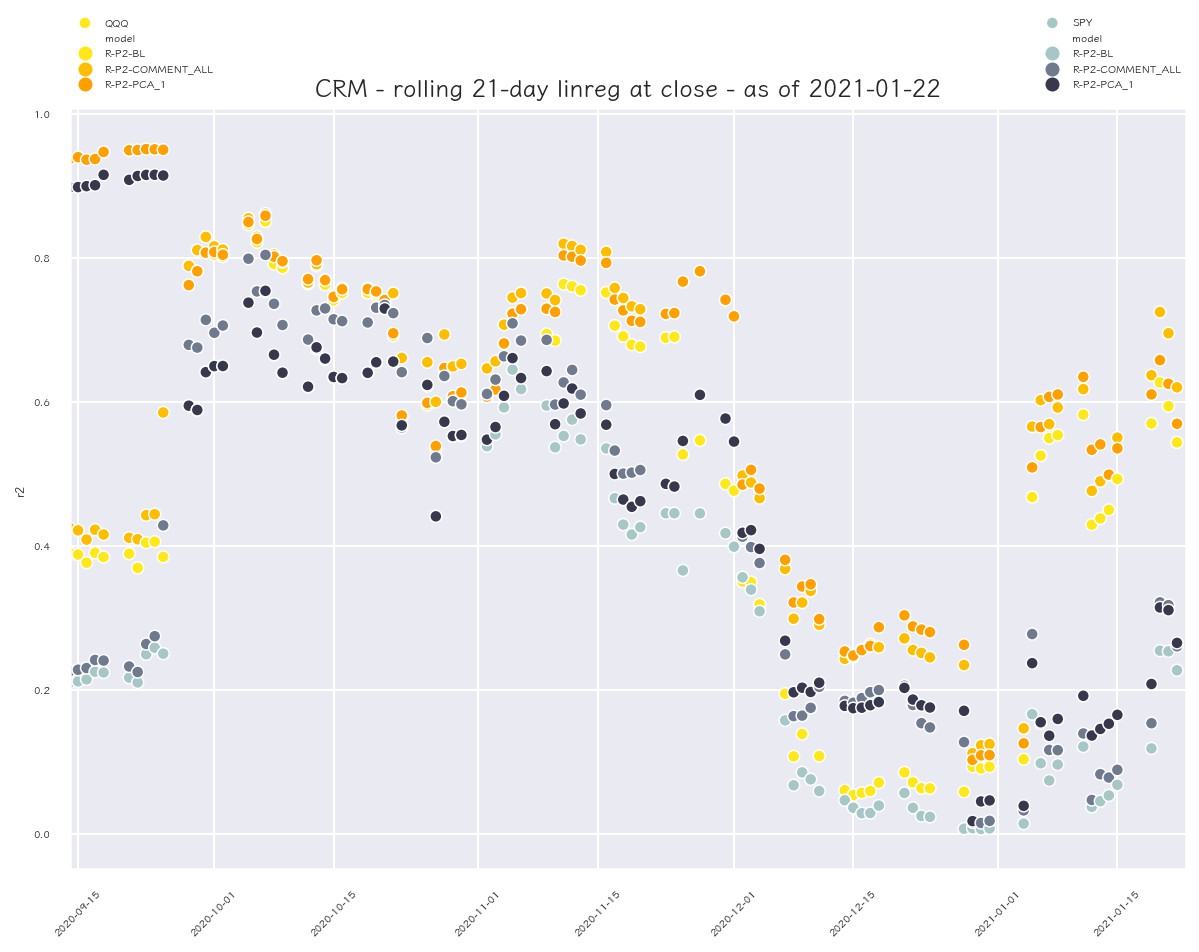 QQQ
model
R-P2-BL
R-P2-COMMENT_ALL
R-P2-PCA_1
SPY
model
R-P2-BL
R-P2-COMMENT_ALL
R-P2-PCA_1
CRM - rolling 21-day linreg at close - as of 2021-01-22
1.0
0.8
0.6
0.4
0.2
0.0
r2
2020-09-15
2020-10-01
2020-10-15
2020-11-01
2020-11-15
2020-12-01
2020-12-15
2021-01-01
2021-01-15